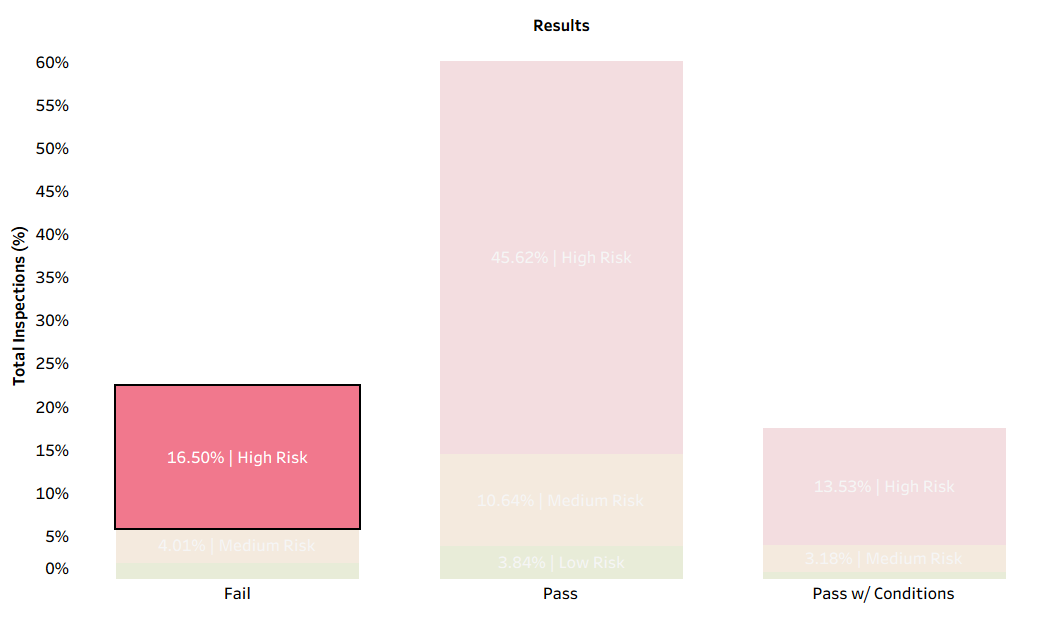 Results
60%
55%
50%
45%
40%
35%
30%
25%
20%
15%
10%
5%
0%
Total Inspections (%)
45.62% | High Risk
16.50% | High Risk
13.53% | High Risk
10.64% | Medium Risk
4.01% | Medium Risk
3.18% | Medium Risk
3.84% | Low Risk
Fail
Pass
Pass w/ Conditions